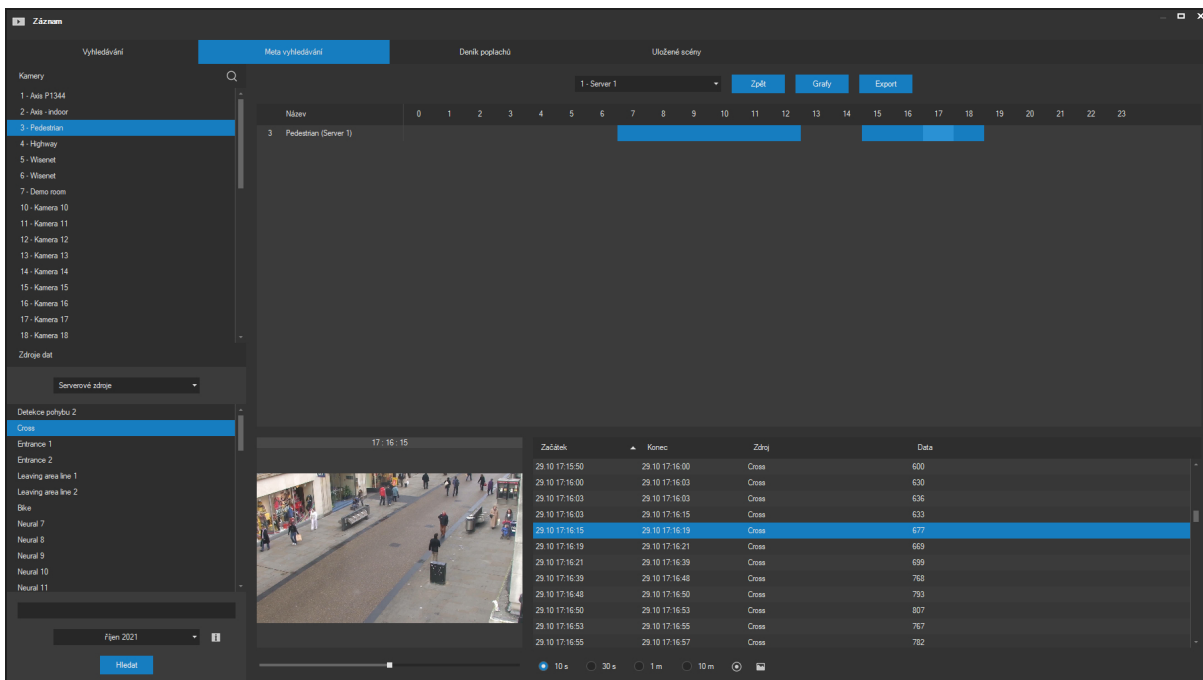 Záznam
Vyhledávání
Meta vyhledávání
Deník poplachů
Uložené scény
Kamery
1 - Axis P1344
2 - Axis - indoor
3 - Pedestrian
4 - Highway
5 - Wisenet
6 - Wisenet
7 - Demo room
10 - Kamera 10
11 - Kamera 11
12 - Kamera 12
13 - Kamera 13
14 - Kamera 14
15 - Kamera 15
16 - Kamera 16
17 - Kamera 17
18 - Kamera 18
Zdroje dat
Serverové zdroje
Detekce pohybu 2
Cross
Entrance 1
Entrance 2
Leaving area line 1
Leaving area line 2
Bike
Neural 7
Neural 8
Neural 9
Neural 10
Neural 11
říjen 2021
Hledat
1 - Server 1
Zpět
Grafy
Export
Název 0 1 2 3 4 5 6 7 8 9 10 11 12 13 14 15 16 17 18 19 20 21 22 23
3 Pedestrian (Server 1)
17 : 16 : 15
Začátek Konec Zdroj Data
29.10 17:15:50 29.10 17:16:00 Cross 600
29.10 17:16:00 29.10 17:16:03 Cross 630
29.10 17:16:03 29.10 17:16:03 Cross 636
29.10 17:16:03 29.10 17:16:15 Cross 633
29.10 17:16:15 29.10 17:16:19 Cross 677
29.10 17:16:19 29.10 17:16:21 Cross 669
29.10 17:16:21 29.10 17:16:39 Cross 699
29.10 17:16:39 29.10 17:16:48 Cross 768
29.10 17:16:48 29.10 17:16:50 Cross 793
29.10 17:16:50 29.10 17:16:53 Cross 807
29.10 17:16:53 29.10 17:16:55 Cross 767
29.10 17:16:55 29.10 17:16:57 Cross 782
10 s 30 s 1 m 10 m